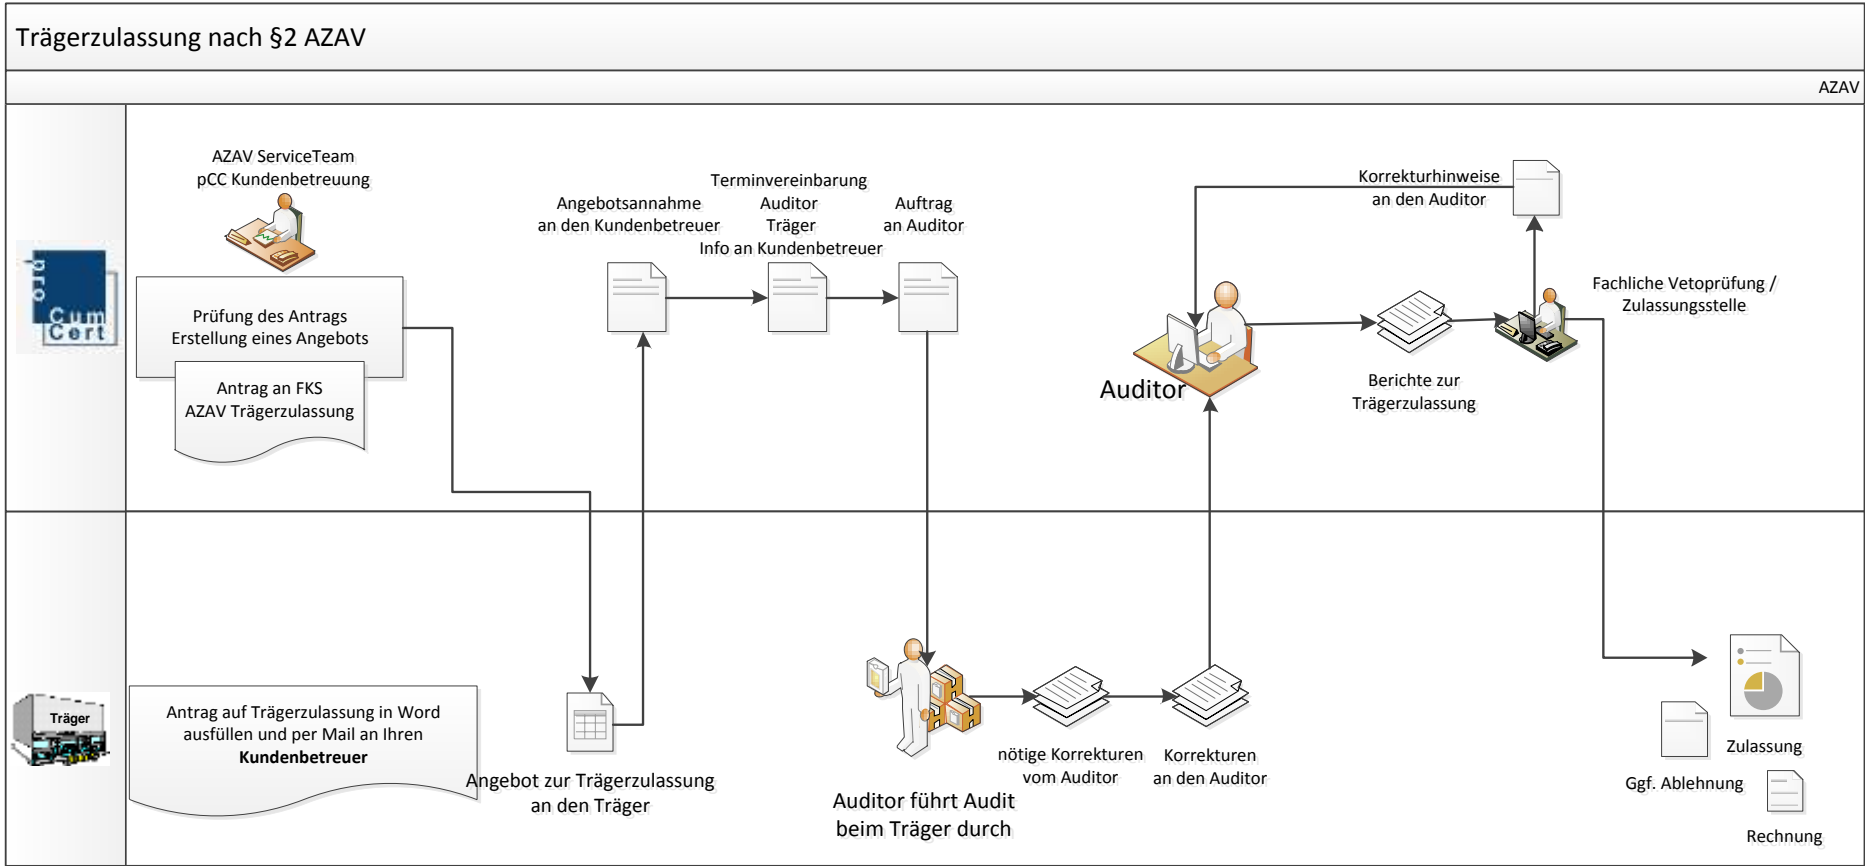 Trägerzulassung nach §2 AZAV
AZAV
AZAV ServiceTeam
pCC Kundenbetreuung
Prüfung des Antrags
Erstellung eines Angebots
Antrag an FKS
AZAV Trägerzulassung
Angebotsannahme
an den Kundenbetreuer
Terminvereinbarung
Auditor
Träger
Info an Kundenbetreuer
Auftrag
an Auditor
Auditor
Berichte zur
Trägerzulassung
Korrekturhinweise
an den Auditor
Fachliche Vetoprüfung /
Zulassungsstelle
pro
Cum
Cert
Träger
Antrag auf Trägerzulassung in Word
ausfüllen und per Mail an Ihren
Kundenbetreuer
Angebot zur Trägerzulassung
an den Träger
Auditor führt Audit
beim Träger durch
nötige Korrekturen
vom Auditor
Korrekturen
an den Auditor
Zulassung
Ggf. Ablehnung
Rechnung